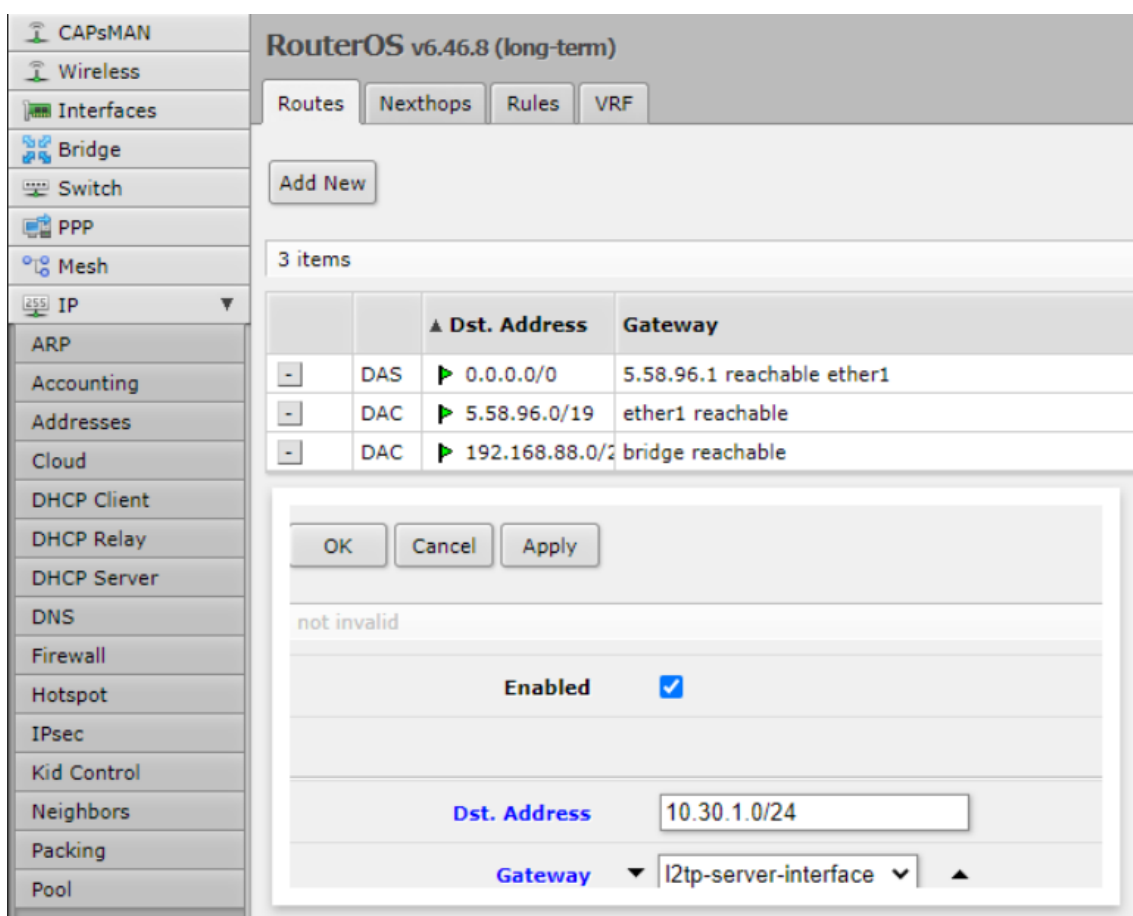 CAPsMAN
Wireless
Interfaces
Bridge
Switch
PPP
Mesh
IP
ARP
Accounting
Addresses
Cloud
DHCP Client
DHCP Relay
DHCP Server
DNS
Firewall
Hotspot
IPsec
Kid Control
Neighbors
Packing
Pool
RouterOS v6.46.8 (long-term)
Routes Nexthops Rules VRF
Add New
3 items
Dst. Address Gateway
- DAS 0.0.0.0/0 5.58.96.1 reachable ether1
- DAC 5.58.96.0/19 ether1 reachable
- DAC 192.168.88.0/2 bridge reachable
OK Cancel Apply
not invalid
Enabled
Dst. Address 10.30.1.0/24
Gateway l2tp-server-interface